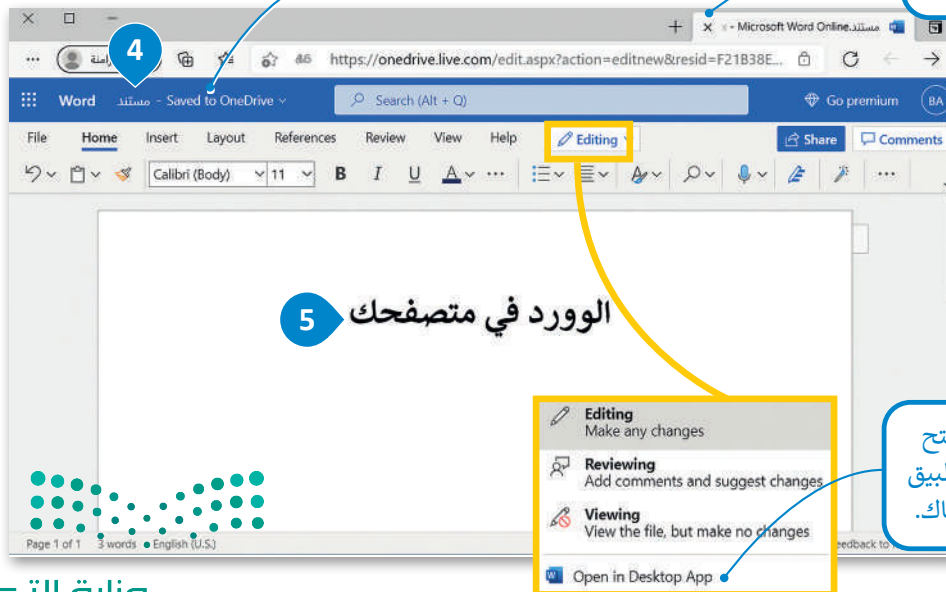 4
مستند - Microsoft Word Online
https://onedrive.live.com/edit.aspx?action=editnew&resid=F21B38E...
Word مستند - Saved to OneDrive
Search (Alt + Q)
Go premium
BA
File Home Insert Layout References Review View Help Editing Share Comments
Calibri (Body) 11 B I U A ...
5
الوورد في متصفحك
Editing
Make any changes
Reviewing
Add comments and suggest changes
Viewing
View the file, but make no changes
Open in Desktop App
Page 1 of 1 3 words English (U.S.)
وزارة